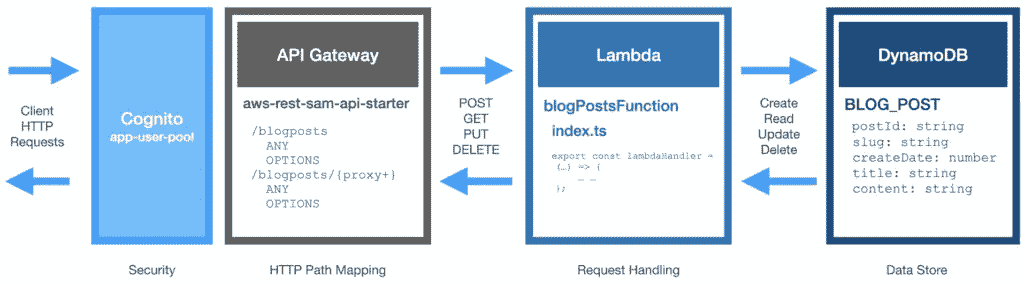 Client
HTTP
Requests
Cognito
app-user-pool
Security
API Gateway
aws-rest-sam-api-starter
/blogposts
ANY
OPTIONS
/blogposts/{proxy+}
ANY
OPTIONS
HTTP Path Mapping
POST
GET
PUT
DELETE
Lambda
blogPostsFunction
index.ts
export const lambdaHandler =
(…) => {
… …
};
Request Handling
Create
Read
Update
Delete
DynamoDB
BLOG_POST
postId: string
slug: string
createDate: number
title: string
content: string
Data Store